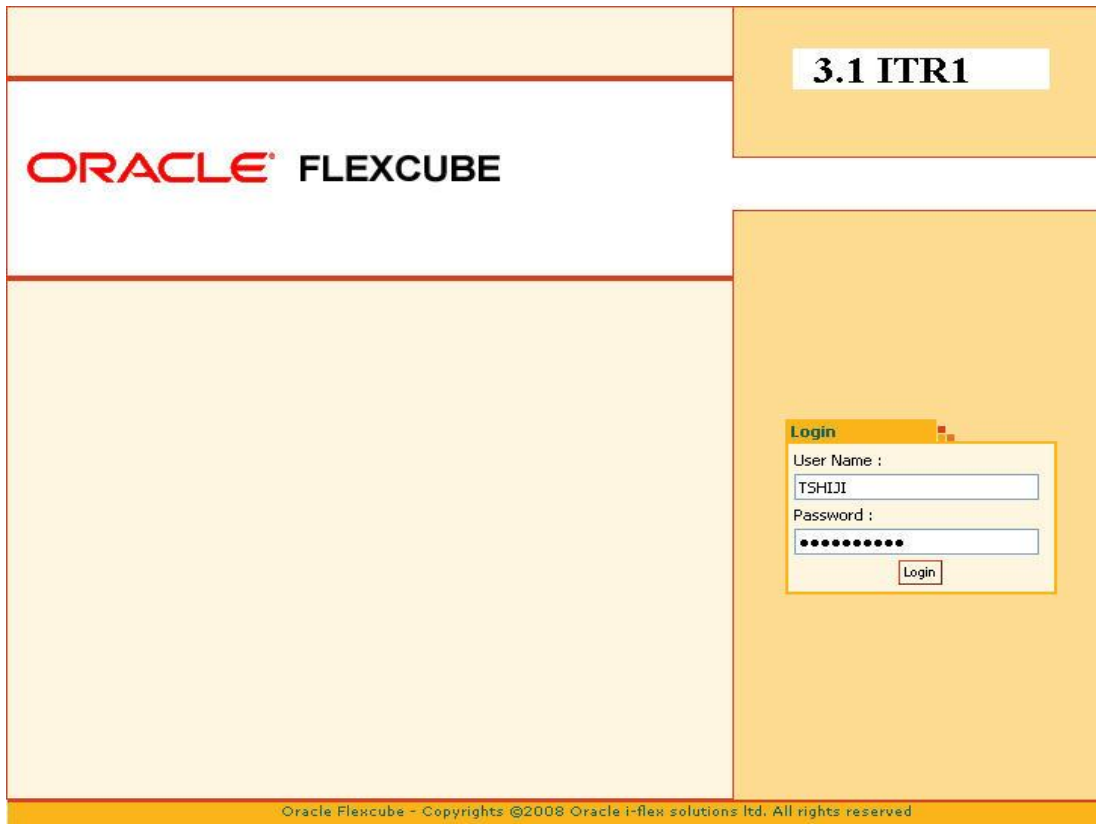 3.1 ITR1
ORACLE® FLEXCUBE
Login
User Name :
TSHIJI
Password :
••••••••••
Login
Oracle Flexcube - Copyrights ©2008 Oracle i-flex solutions ltd. All rights reserved